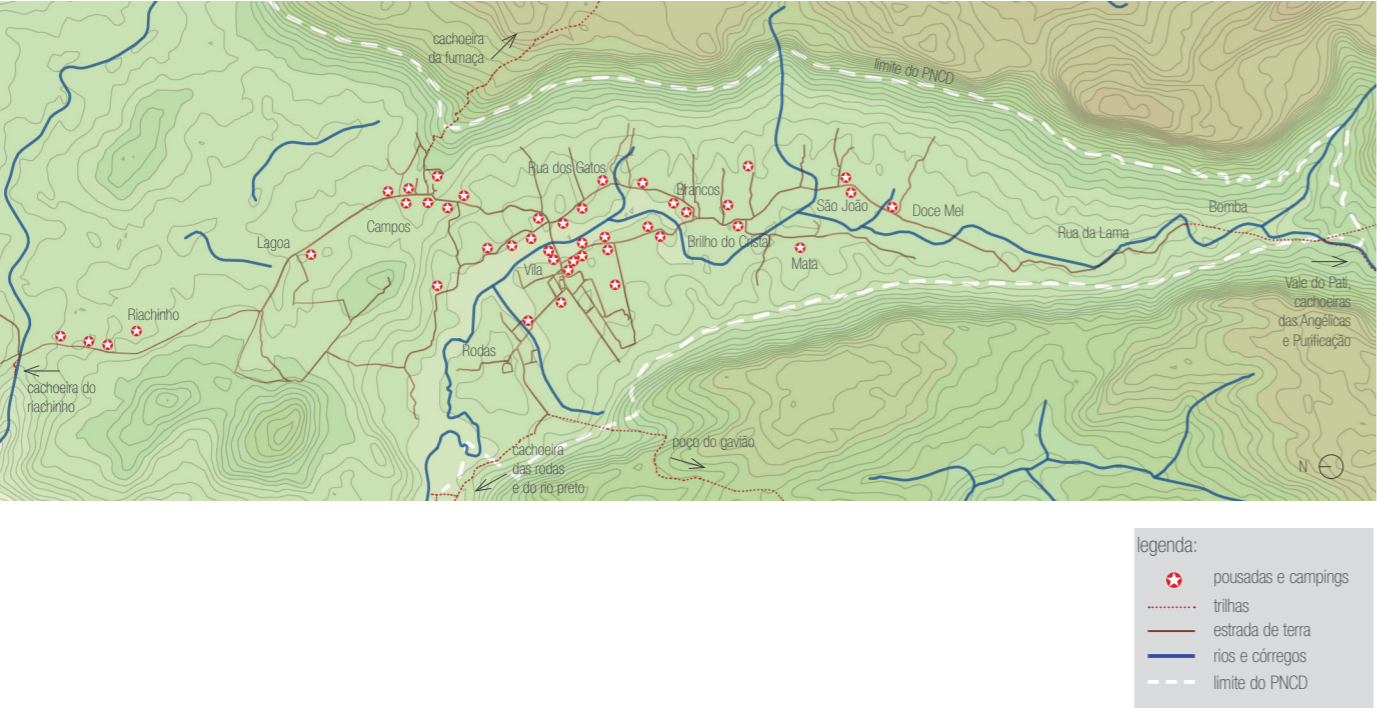 cachoeira
da fumaça
limite do PNCD
Rua dos Gatos
Brancos
São João
Doce Mel
Bomba
Campos
Lagoa
Rua da Lama
Brilho do Cristal
Mata
Vila
Vale do Pati,
cachoeiras
das Angélicas
e Purificação
Riachinho
Rodas
cachoeira do
riachinho
cachoeira
das rodas
e do rio preto
poço do gavião
N
legenda:
pousadas e campings
trilhas
estrada de terra
rios e córregos
limite do PNCD